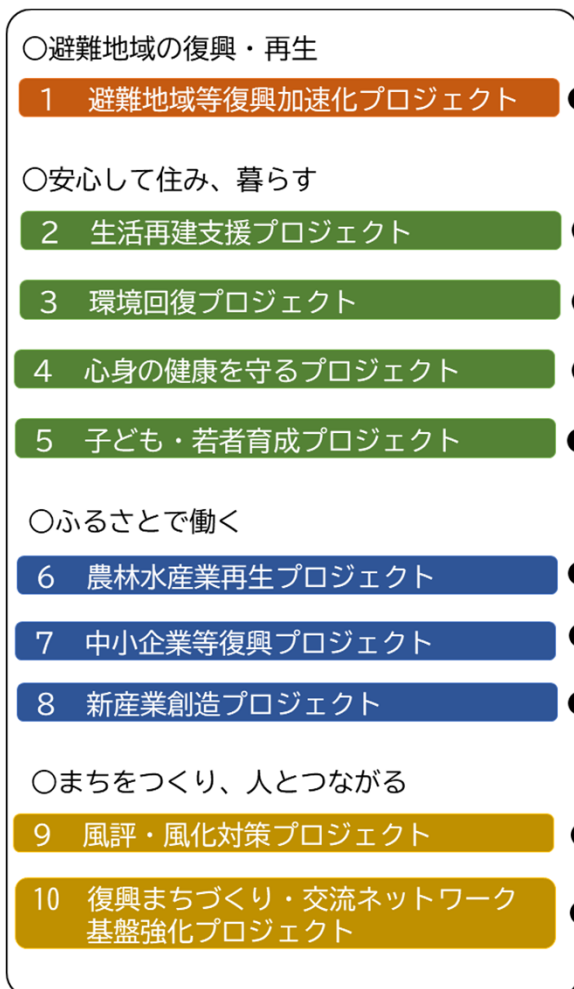 〇避難地域の復興・再生
1 避難地域等復興加速化プロジェクト
〇安心して住み、暮らす
2 生活再建支援プロジェクト
3 環境回復プロジェクト
4 心身の健康を守るプロジェクト
5 子ども・若者育成プロジェクト
〇ふるさとで働く
6 農林水産業再生プロジェクト
7 中小企業等復興プロジェクト
8 新産業創造プロジェクト
〇まちをつくり、人とつながる
9 風評・風化対策プロジェクト
10 復興まちづくり・交流ネットワーク
基盤強化プロジェクト